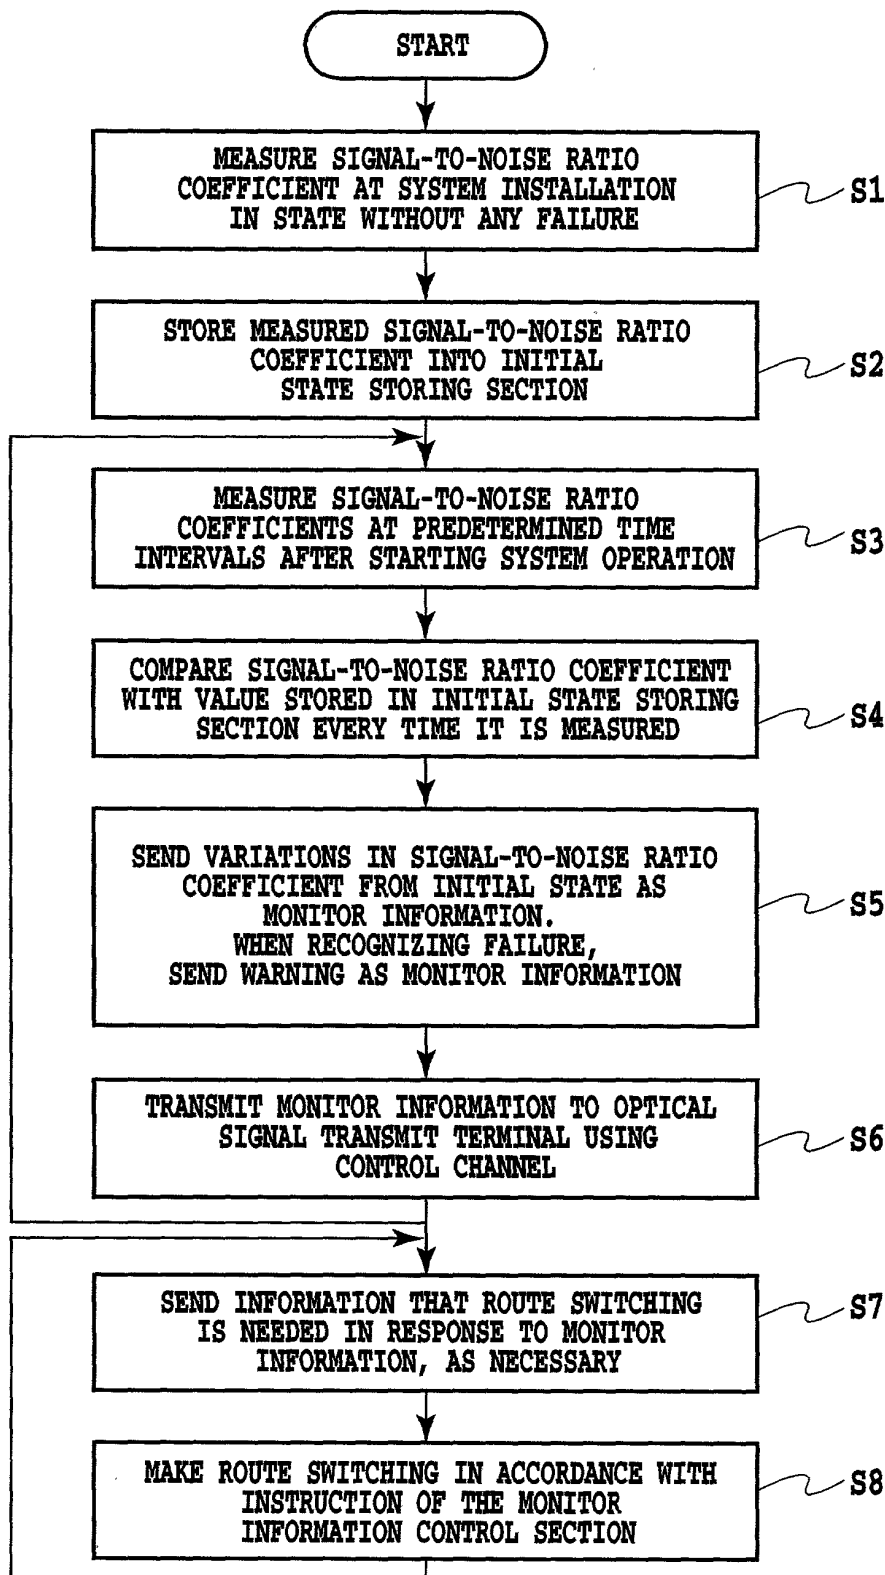 START
MEASURE SIGNAL-TO-NOISE RATIO
COEFFICIENT AT SYSTEM INSTALLATION
IN STATE WITHOUT ANY FAILURE
S1
STORE MEASURED SIGNAL-TO-NOISE RATIO
COEFFICIENT INTO INITIAL
STATE STORING SECTION
S2
MEASURE SIGNAL-TO-NOISE RATIO
COEFFICIENTS AT PREDETERMINED TIME
INTERVALS AFTER STARTING SYSTEM OPERATION
S3
COMPARE SIGNAL-TO-NOISE RATIO COEFFICIENT
WITH VALUE STORED IN INITIAL STATE STORING
SECTION EVERY TIME IT IS MEASURED
S4
SEND VARIATIONS IN SIGNAL-TO-NOISE RATIO
COEFFICIENT FROM INITIAL STATE AS
MONITOR INFORMATION.
WHEN RECOGNIZING FAILURE,
SEND WARNING AS MONITOR INFORMATION
S5
TRANSMIT MONITOR INFORMATION TO OPTICAL
SIGNAL TRANSMIT TERMINAL USING
CONTROL CHANNEL
S6
SEND INFORMATION THAT ROUTE SWITCHING
IS NEEDED IN RESPONSE TO MONITOR
INFORMATION, AS NECESSARY
S7
MAKE ROUTE SWITCHING IN ACCORDANCE WITH
INSTRUCTION OF THE MONITOR
INFORMATION CONTROL SECTION
S8